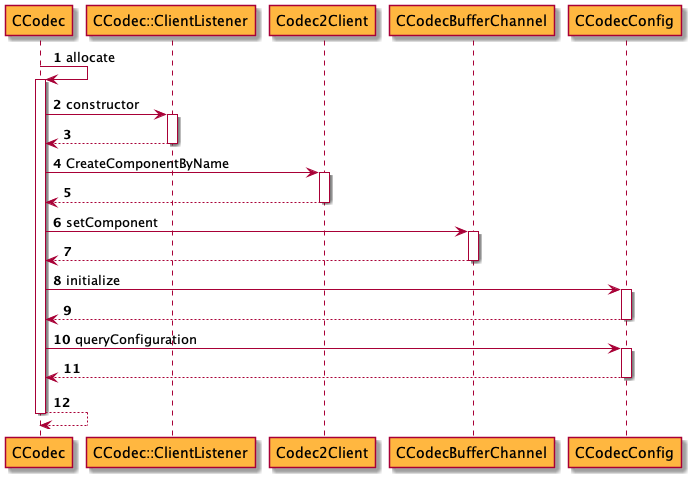 CCodec CCodec::ClientListener Codec2Client CCodecBufferChannel CCodecConfig
1 allocate
2 constructor
3
4 CreateComponentByName
5
6 setComponent
7
8 initialize
9
10 queryConfiguration
11
12
CCodec CCodec::ClientListener Codec2Client CCodecBufferChannel CCodecConfig